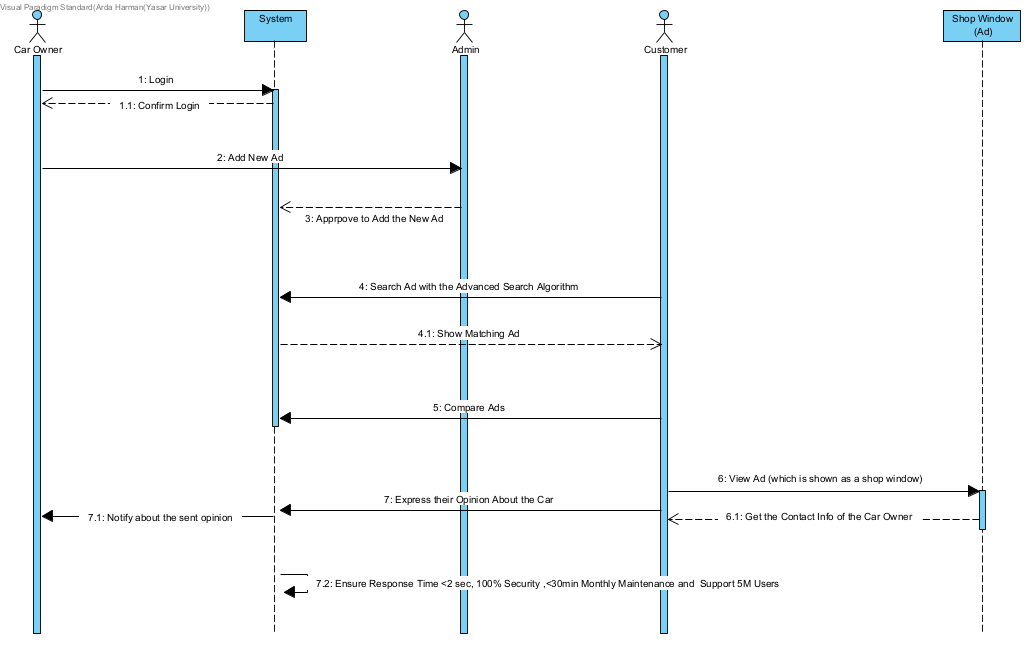 Visual Paradigm Standard(Arda Harman(Yasar University))
Car Owner
System
Admin
Customer
Shop Window
(Ad)
1: Login
1.1: Confirm Login
2: Add New Ad
3: Apprpove to Add the New Ad
4: Search Ad with the Advanced Search Algorithm
4.1: Show Matching Ad
5: Compare Ads
6: View Ad (which is shown as a shop window)
7: Express their Opinion About the Car
7.1: Notify about the sent opinion
6.1: Get the Contact Info of the Car Owner
7.2: Ensure Response Time <2 sec, 100% Security ,<30min Monthly Maintenance and Support 5M Users